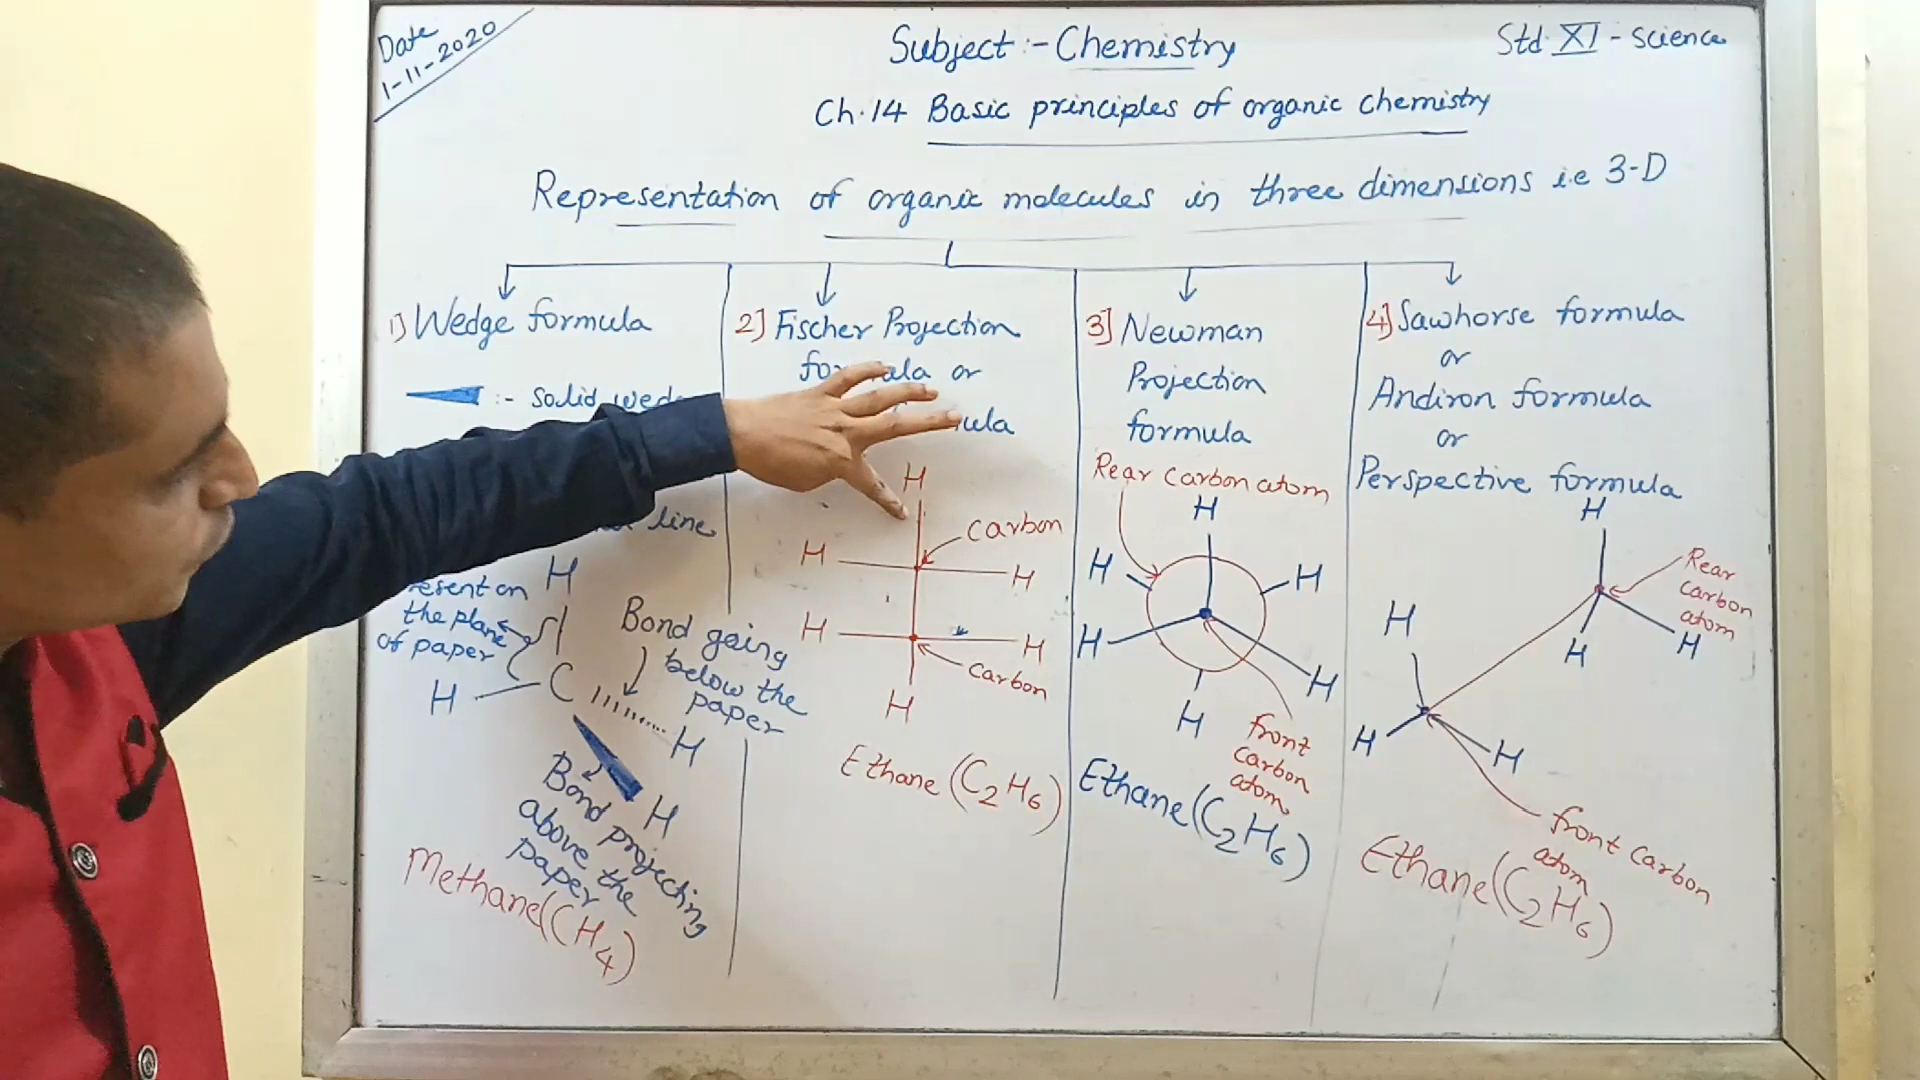 Date
1-11-2020
Subject :- Chemistry
Std. XI - Science
Ch.14 Basic principles of organic chemistry
Representation of organic molecules in three dimensions i.e 3-D
1) Wedge formula
:- Solid
line
H
the plane
of paper
H
C
H
H
Bond going
below the
paper
Bond projecting
above the
paper
Methane (CH4)
2] Fischer Projection
or
H
Carbon
H
H
H
H
Carbon
H
Ethane (C2H6)
3] Newman
Projection
formula
Rear carbon atom
H
H
H
H
H
H
front
carbon
atom
Ethane (C2H6)
4] Sawhorse formula
or
Andiron formula
or
Perspective formula
H
Rear
carbon
atom
H
H
H
H
H
front carbon
atom
Ethane (C2H6)